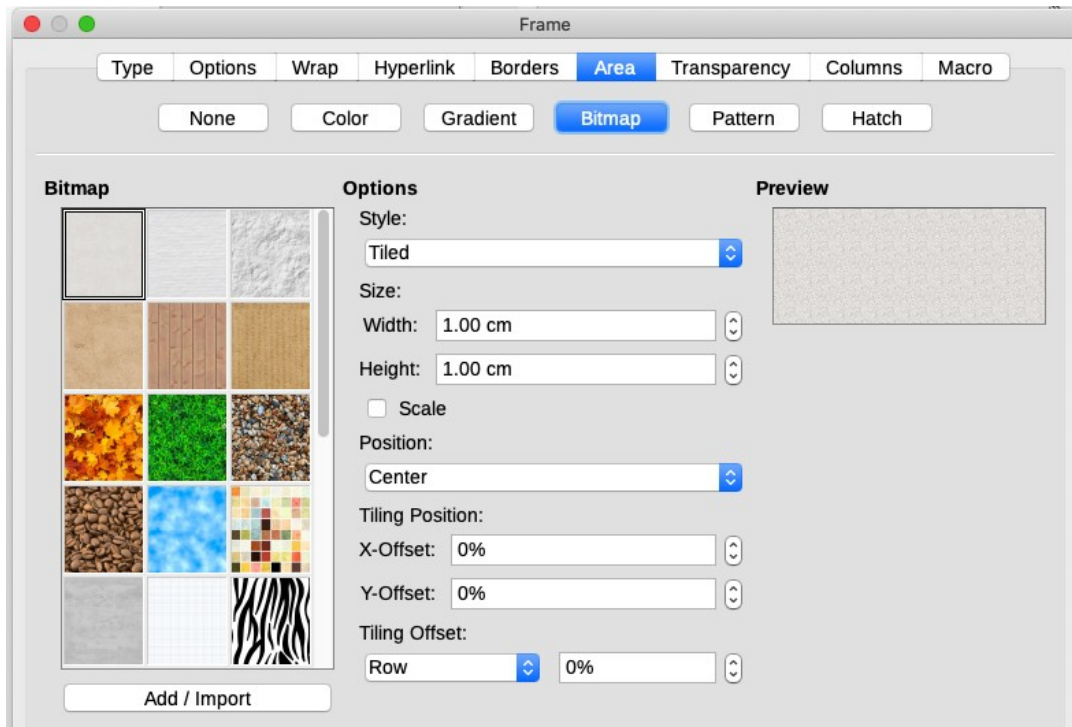 Frame
Type Options Wrap Hyperlink Borders Area Transparency Columns Macro
None Color Gradient Bitmap Pattern Hatch
Bitmap
Add / Import
Options
Style:
Tiled
Size:
Width: 1.00 cm
Height: 1.00 cm
Scale
Position:
Center
Tiling Position:
X-Offset: 0%
Y-Offset: 0%
Tiling Offset:
Row 0%
Preview